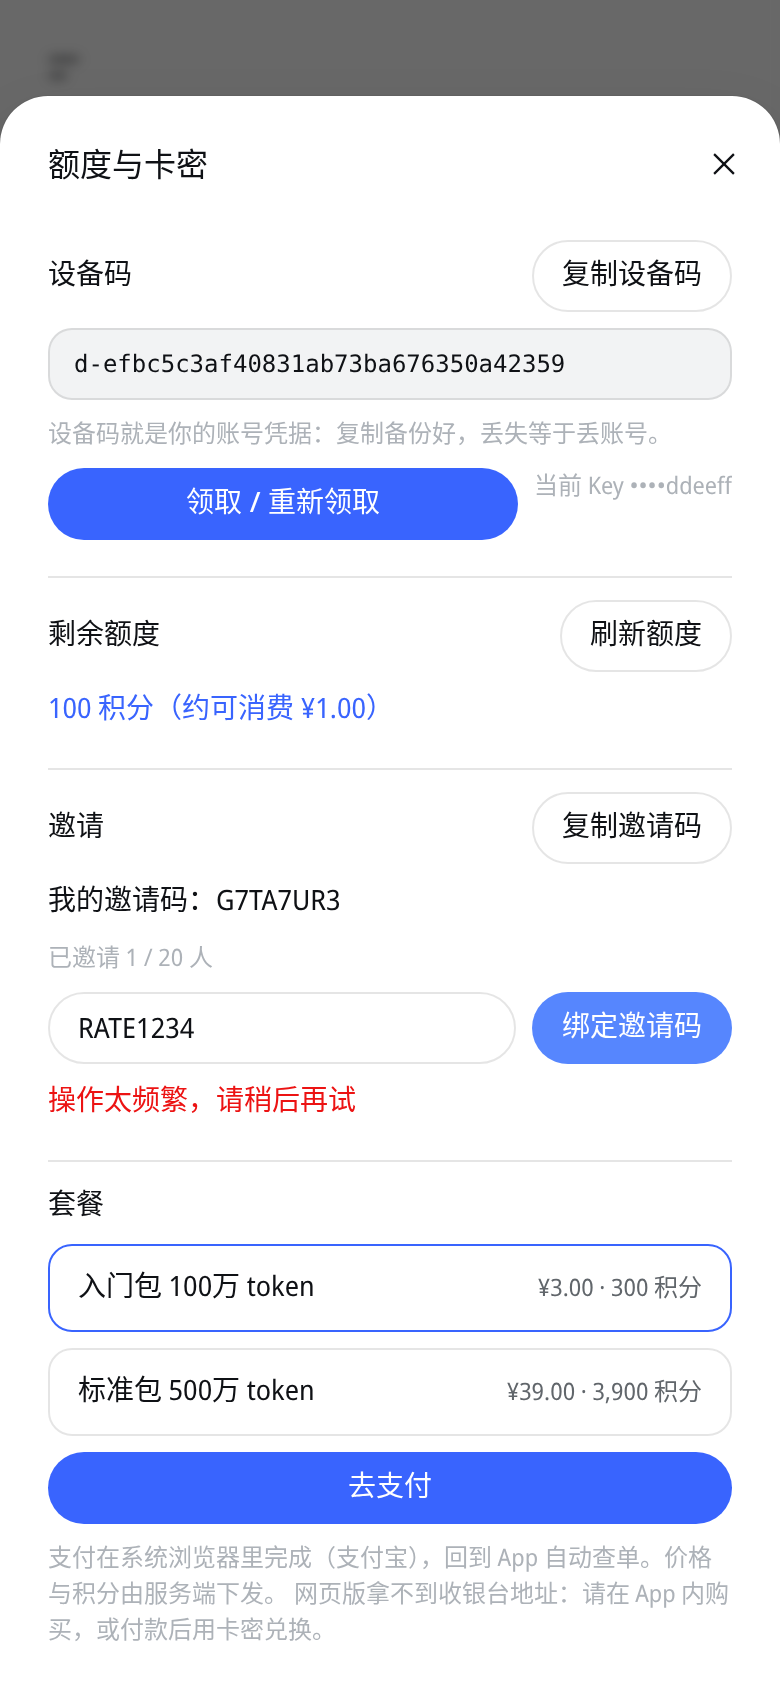 额度与卡密
设备码
复制设备码
d-efbc5c3af40831ab73ba676350a42359
设备码就是你的账号凭据：复制备份好，丢失等于丢账号。
领取 / 重新领取
当前 Key ••••ddeeff
剩余额度
刷新额度
100 积分（约可消费 ¥1.00）
邀请
复制邀请码
我的邀请码：G7TA7UR3
已邀请 1 / 20 人
RATE1234
绑定邀请码
操作太频繁，请稍后再试
套餐
入门包 100万 token
¥3.00 · 300 积分
标准包 500万 token
¥39.00 · 3,900 积分
去支付
支付在系统浏览器里完成（支付宝），回到 App 自动查单。价格
与积分由服务端下发。 网页版拿不到收银台地址：请在 App 内购
买，或付款后用卡密兑换。